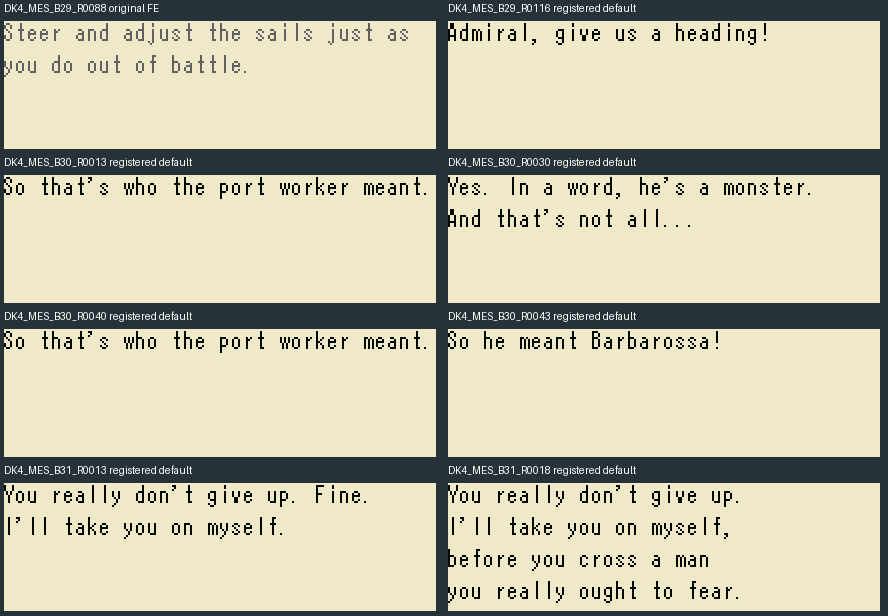 DK4_MES_B29_R0088 original FE
Steer and adjust the sails just as
you do out of battle.
DK4_MES_B29_R0116 registered default
Admiral, give us a heading!
DK4_MES_B30_R0013 registered default
So that's who the port worker meant.
DK4_MES_B30_R0030 registered default
Yes. In a word, he's a monster.
And that's not all...
DK4_MES_B30_R0040 registered default
So that's who the port worker meant.
DK4_MES_B30_R0043 registered default
So he meant Barbarossa!
DK4_MES_B31_R0013 registered default
You really don't give up. Fine.
I'll take you on myself.
DK4_MES_B31_R0018 registered default
You really don't give up.
I'll take you on myself,
before you cross a man
you really ought to fear.